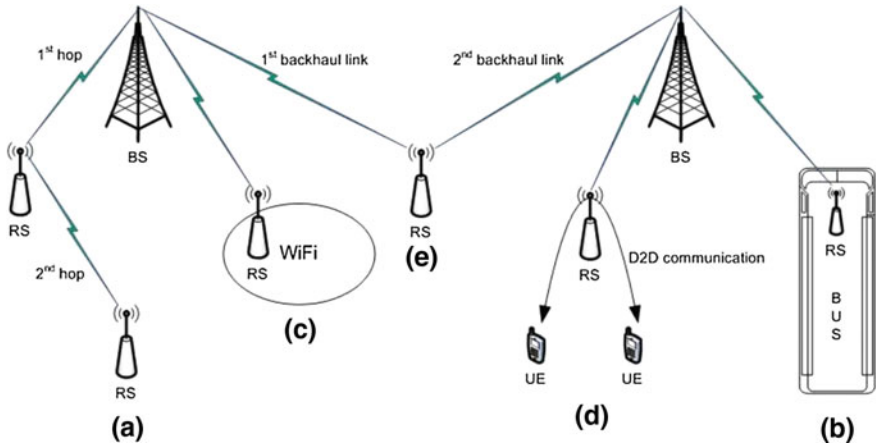 1st hop
BS
1st backhaul link
2nd backhaul link
BS
RS
RS
WiFi
RS
(e)
RS
D2D communication
RS
BUS
2nd hop
(c)
RS
UE
UE
(a)
(d)
(b)